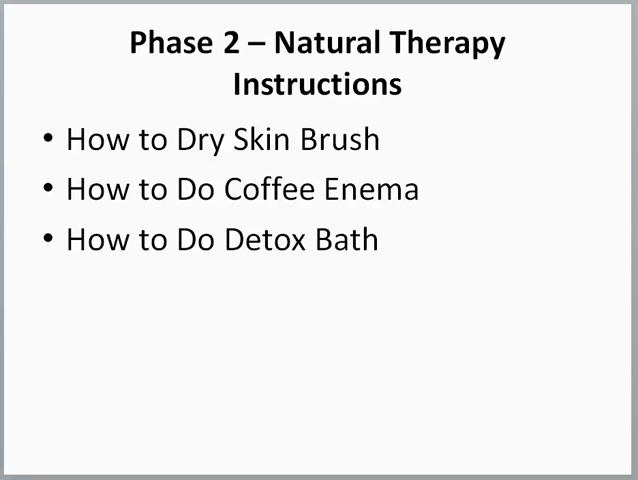 Phase 2 – Natural Therapy
Instructions
• How to Dry Skin Brush
• How to Do Coffee Enema
• How to Do Detox Bath